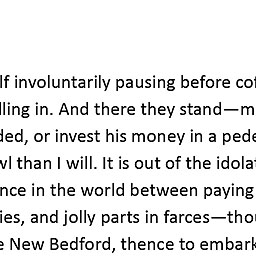 lf involuntarily pausing before cof
lling in. And there they stand—m
ded, or invest his money in a pede
wl than I will. It is out of the idolat
nce in the world between paying
ies, and jolly parts in farces—thou
e New Bedford, thence to embark